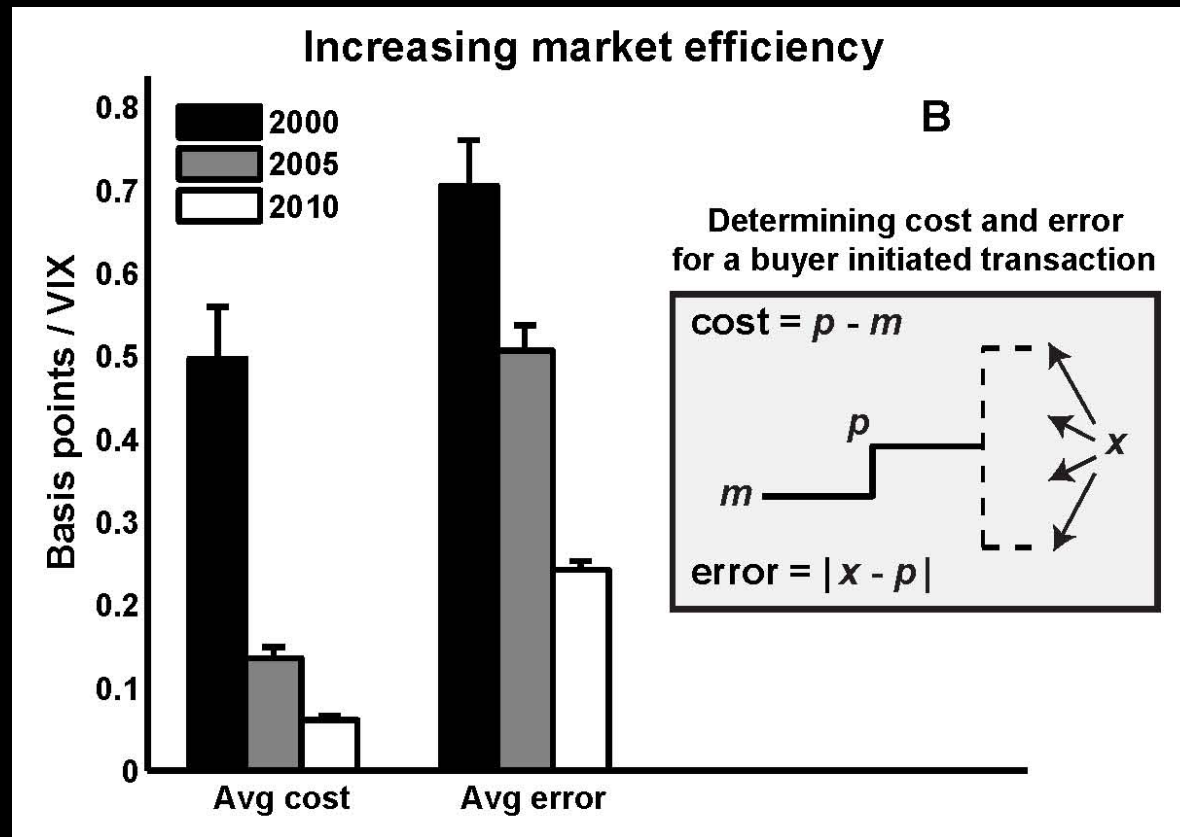 Increasing market efficiency
B
2000
2005
2010
Basis points / VIX
0.8
0.7
0.6
0.5
0.4
0.3
0.2
0.1
0
Avg cost
Avg error
Determining cost and error
for a buyer initiated transaction
cost = p - m
p
x
m
error = | x - p |